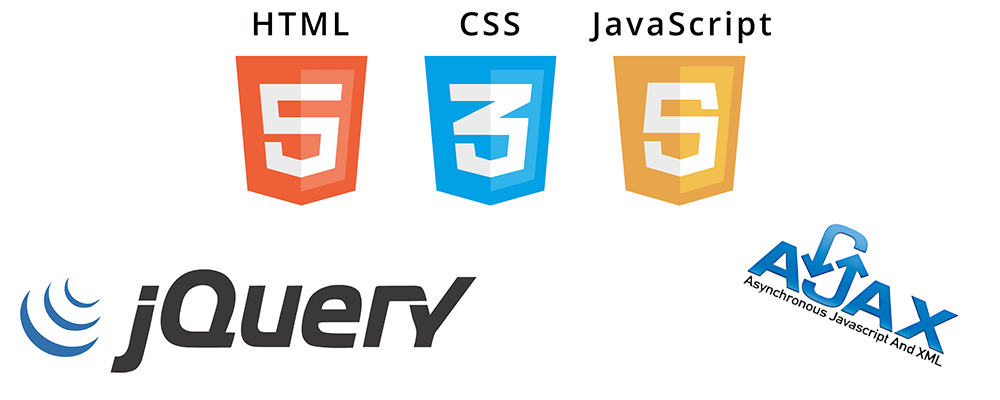 HTML CSS JavaScript
5 3 5
jQuery
AJAX
Asynchronous Javascript And XML